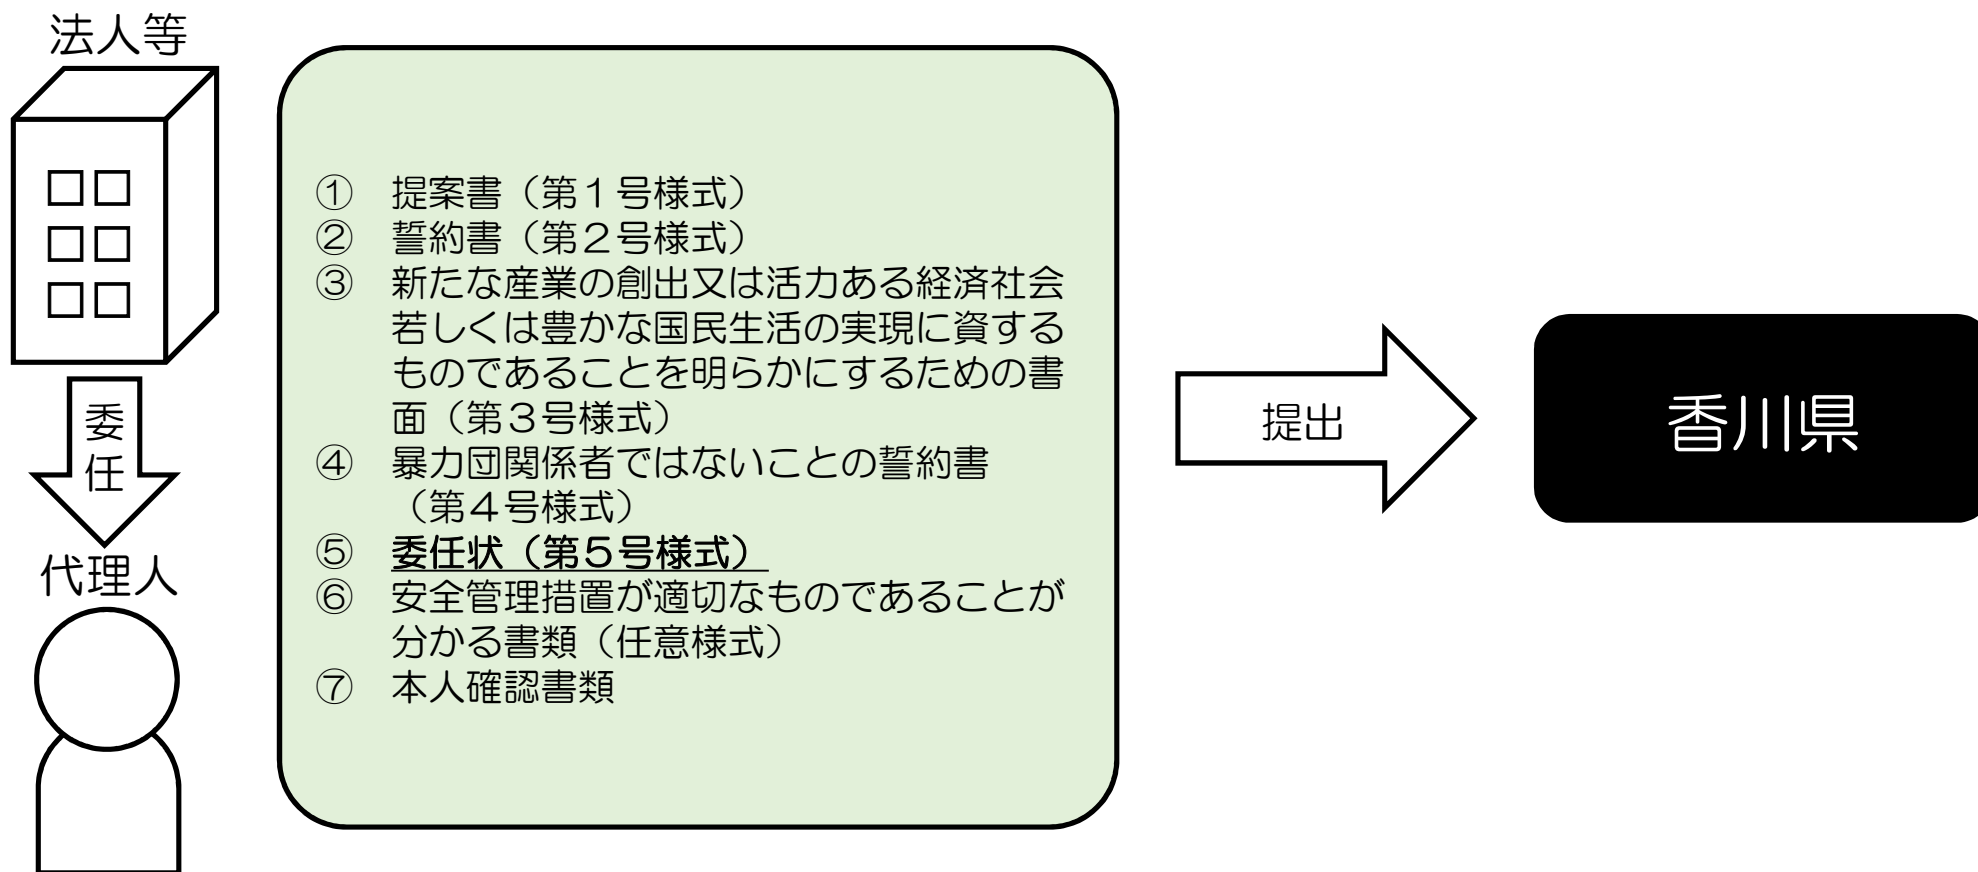 法人等
委
任
代理人
①　提案書（第１号様式）
②　誓約書（第２号様式）
③　新たな産業の創出又は活力ある経済社会
若しくは豊かな国民生活の実現に資する
ものであることを明らかにするための書
面（第３号様式）
④　暴力団関係者ではないことの誓約書
（第４号様式）
⑤　委任状（第５号様式）
⑥　安全管理措置が適切なものであることが
分かる書類（任意様式）
⑦　本人確認書類
提出
香川県